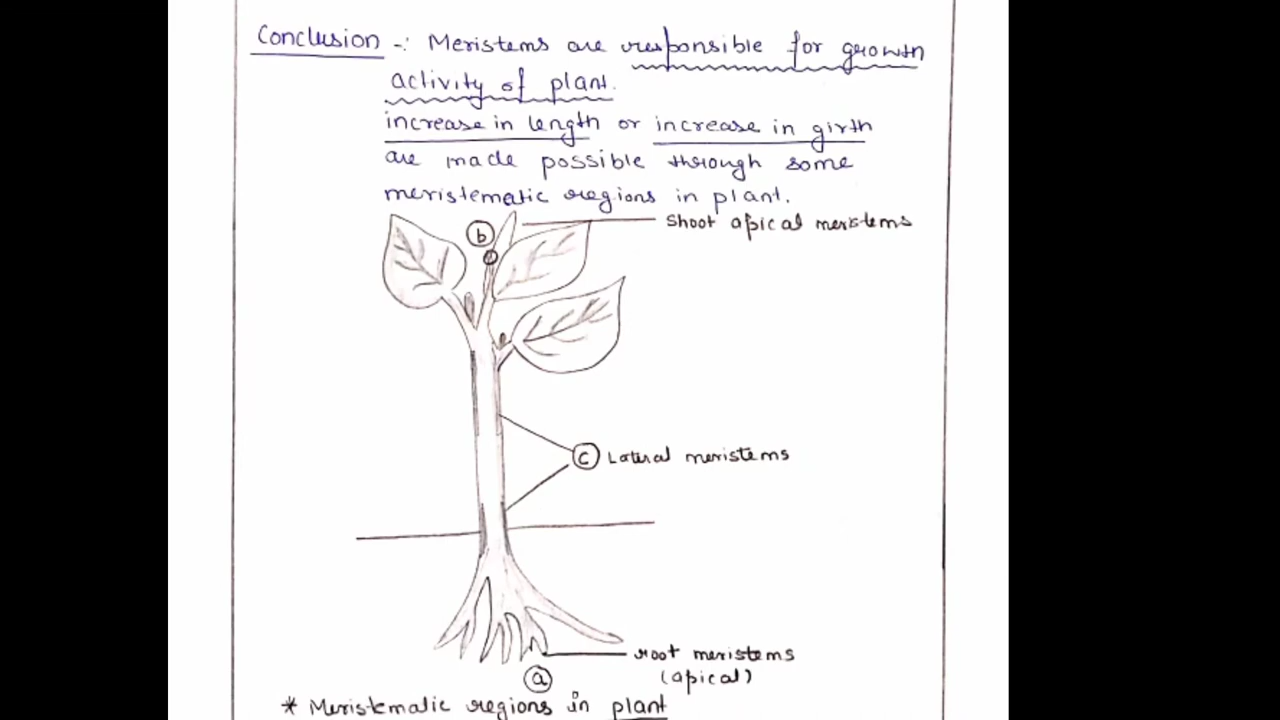 Conclusion -: Meristems are responsible for growth
activity of plant.
increase in length or increase in girth
are made possible through some
meristematic regions in plant.
b
Shoot apical meristems
c Lateral meristems
root meristems
(apical)
a
* Meristematic regions in plant